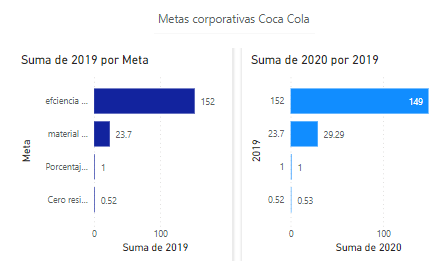 Metas corporativas Coca Cola
Suma de 2019 por Meta
Meta
efciencia ...
152
material ...
23.7
Porcentaj...
1
Cero resi...
0.52
0
100
Suma de 2019
Suma de 2020 por 2019
2019
152
149
23.7
29.29
1
1
0.52
0.53
0
100
Suma de 2020